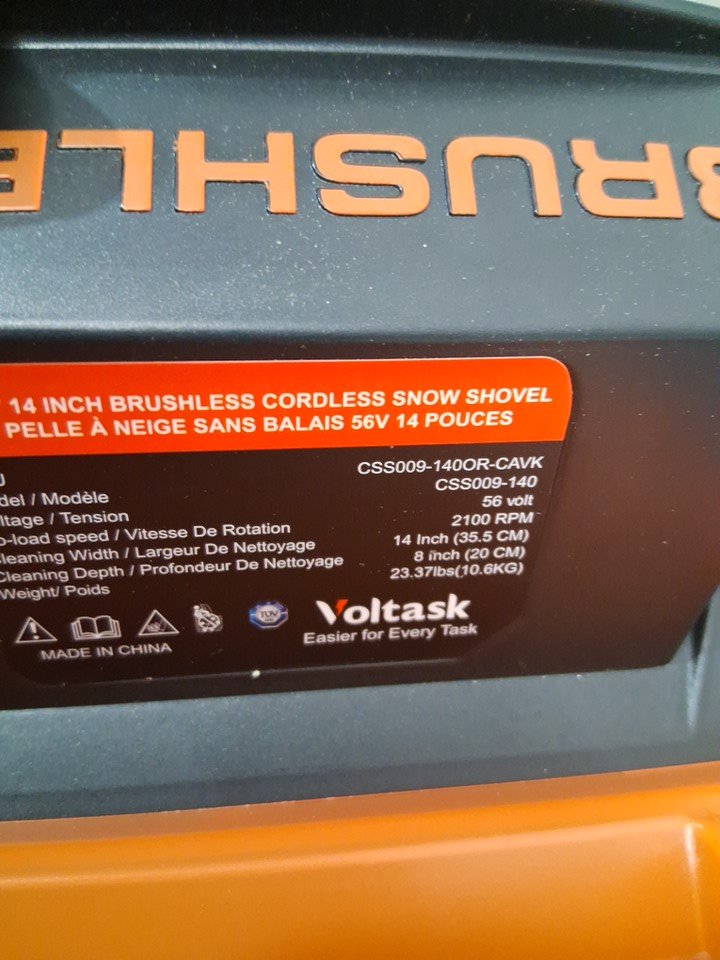 BRUSHLE
14 INCH BRUSHLESS CORDLESS SNOW SHOVEL
PELLE À NEIGE SANS BALAIS 56V 14 POUCES
U CSS009-140OR-CAVK
del / Modèle CSS009-140
ltage / Tension 56 volt
o-load speed / Vitesse De Rotation 2100 RPM
leaning Width / Largeur De Nettoyage 14 Inch (35.5 CM)
Cleaning Depth / Profondeur De Nettoyage 8 inch (20 CM)
Weight/ Poids 23.37lbs(10.6KG)
TÜV
Voltask
Easier for Every Task
MADE IN CHINA